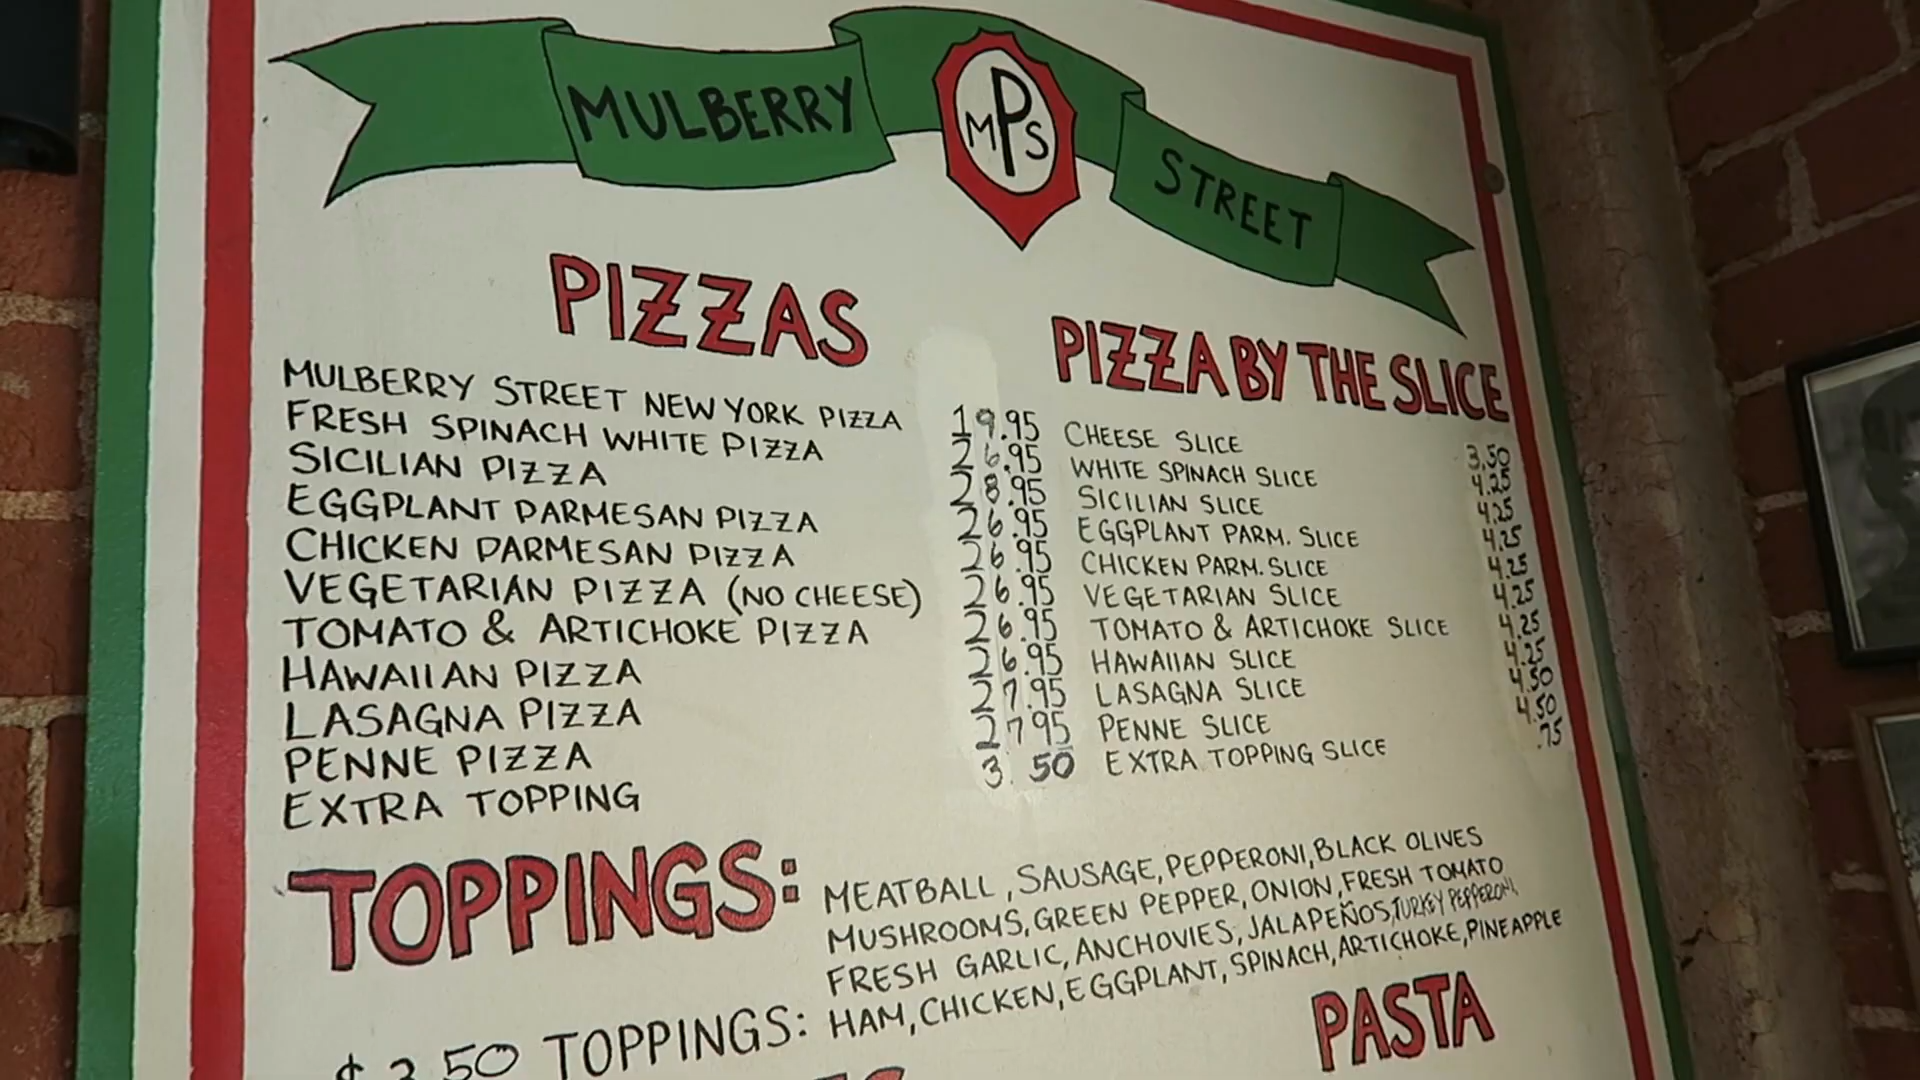 MULBERRY MPS STREET
PIZZAS
MULBERRY STREET NEW YORK PIZZA 19.95
FRESH SPINACH WHITE PIZZA 26.95
SICILIAN PIZZA 28.95
EGGPLANT PARMESAN PIZZA 26.95
CHICKEN PARMESAN PIZZA 26.95
VEGETARIAN PIZZA (NO CHEESE) 26.95
TOMATO & ARTICHOKE PIZZA 26.95
HAWAIIAN PIZZA 26.95
LASAGNA PIZZA 27.95
PENNE PIZZA 27 95
EXTRA TOPPING 3. 50
PIZZA BY THE SLICE
CHEESE SLICE 3.50
WHITE SPINACH SLICE 4.25
SICILIAN SLICE 4.25
EGGPLANT PARM. SLICE 4.25
CHICKEN PARM. SLICE 4.25
VEGETARIAN SLICE 4.25
TOMATO & ARTICHOKE SLICE 4.25
HAWAIIAN SLICE 4.25
LASAGNA SLICE 4.50
PENNE SLICE 4.50
EXTRA TOPPING SLICE .75
TOPPINGS:
MEATBALL, SAUSAGE, PEPPERONI, BLACK OLIVES
MUSHROOMS, GREEN PEPPER, ONION, FRESH TOMATO
FRESH GARLIC, ANCHOVIES, JALAPEÑOS, TURKEY PEPPERONI,
$3.50 TOPPINGS: HAM, CHICKEN, EGGPLANT, SPINACH, ARTICHOKE, PINEAPPLE
PASTA